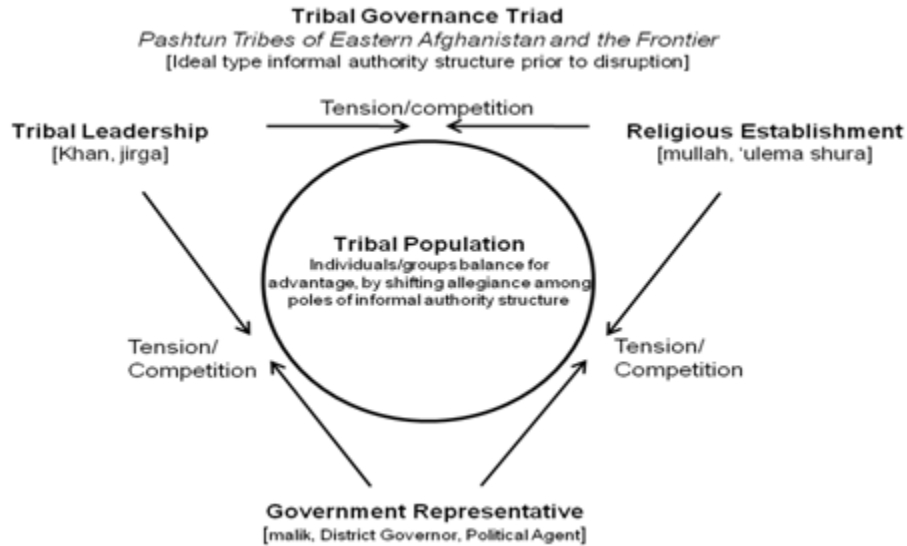 Tribal Governance Triad
Pashtun Tribes of Eastern Afghanistan and the Frontier
[Ideal type informal authority structure prior to disruption]
Tension/competition
Tribal Leadership
[Khan, jirga]
Religious Establishment
[mullah, ‘ulema shura]
Tribal Population
Individuals/groups balance for
advantage, by shifting allegiance among
poles of informal authority structure
Tension/
Competition
Tension/
Competition
Government Representative
[malik, District Governor, Political Agent]